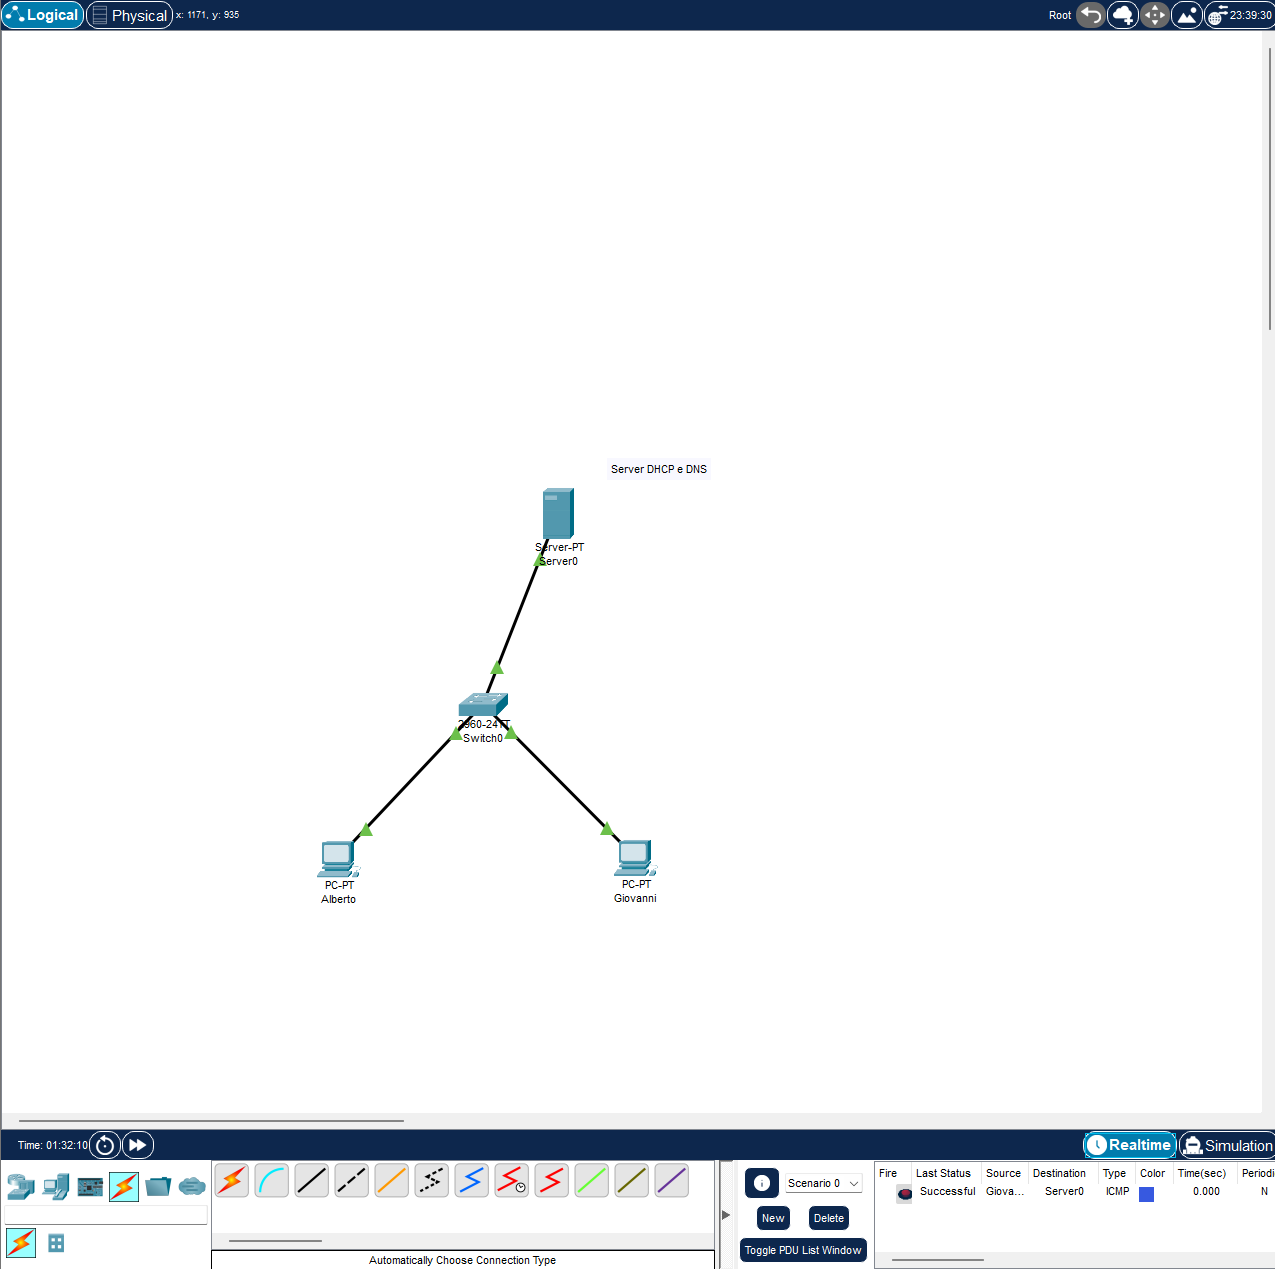 Logical Physical x: 1171, y: 935 Root 23:39:30
Server DHCP e DNS
Server-PT
Server0
2960-24TT
Switch0
PC-PT
Alberto
PC-PT
Giovanni
Time: 01:32:10 Realtime Simulation
Scenario 0
New Delete
Toggle PDU List Window
Automatically Choose Connection Type
Fire Last Status Source Destination Type Color Time(sec) Periodi
Successful Giova... Server0 ICMP 0.000 N